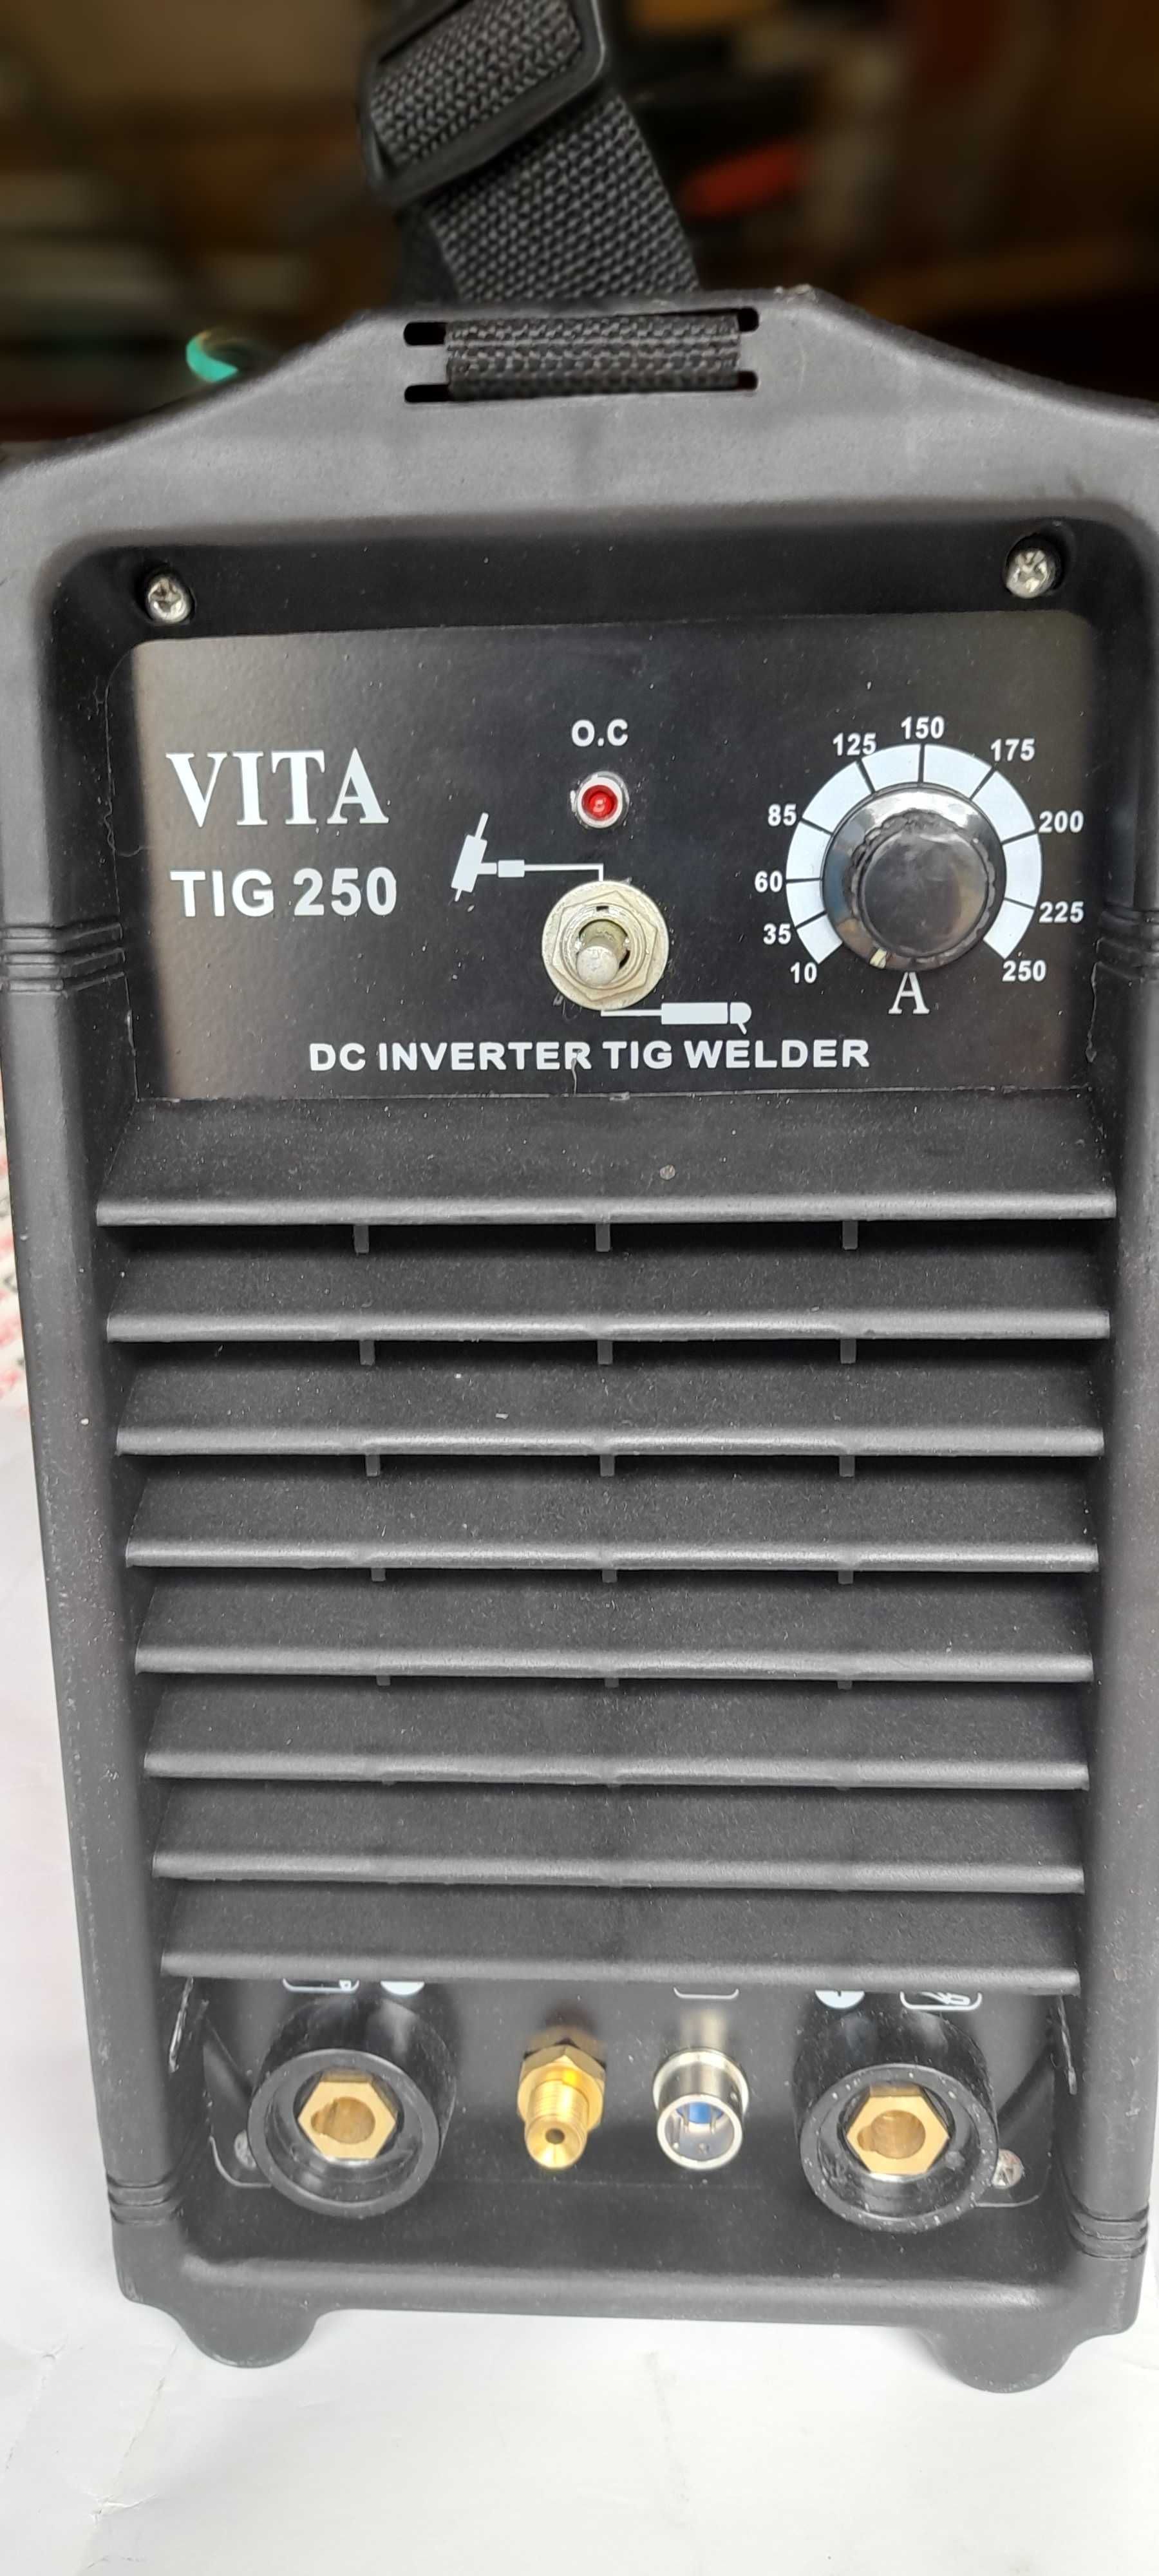 O.C
VITA
TIG 250
10
35
60
85
125
150
175
200
225
250
A
DC INVERTER TIG WELDER